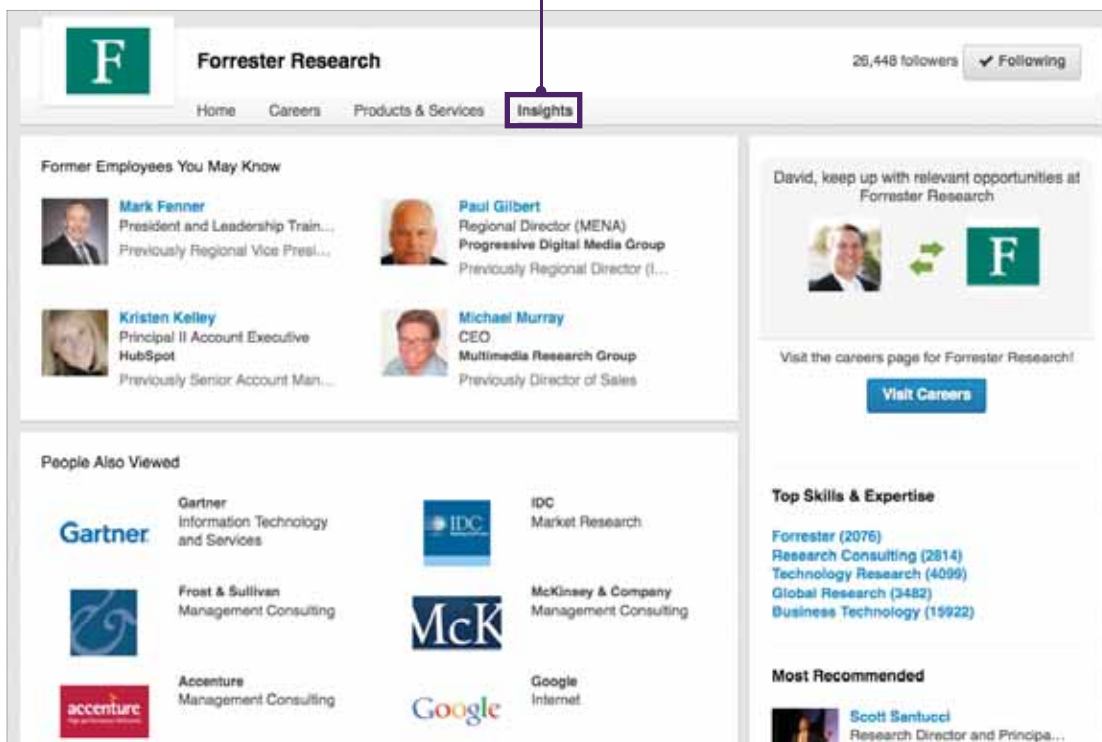 F
Forrester Research
26,448 followers ✔ Following
Home Careers Products & Services Insights
Former Employees You May Know
Mark Fenner
President and Leadership Train...
Previously Regional Vice Presi...
Paul Gilbert
Regional Director (MENA)
Progressive Digital Media Group
Previously Regional Director (I...
Kristen Kelley
Principal II Account Executive
HubSpot
Previously Senior Account Man...
Michael Murray
CEO
Multimedia Research Group
Previously Director of Sales
People Also Viewed
Gartner
Gartner
Information Technology
and Services
IDC
IDC
Market Research
Frost & Sullivan
Management Consulting
McK
McKinsey & Company
Management Consulting
accenture
Accenture
Management Consulting
Google
Google
Internet
David, keep up with relevant opportunities at
Forrester Research
F
Visit the careers page for Forrester Research!
Visit Careers
Top Skills & Expertise
Forrester (2076)
Research Consulting (2814)
Technology Research (4099)
Global Research (3482)
Business Technology (15922)
Most Recommended
Scott Santucci
Research Director and Principa...